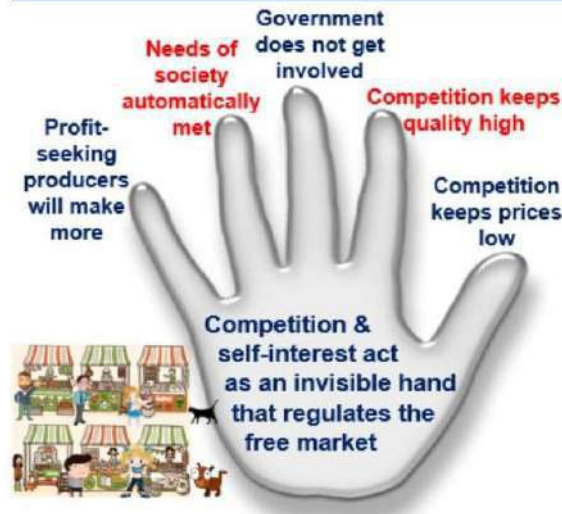 Profit-
seeking
producers
will make
more
Needs of
society
automatically
met
Government
does not get
involved
Competition keeps
quality high
Competition
keeps prices
low
Competition &
self-interest act
as an invisible hand
that regulates the
free market